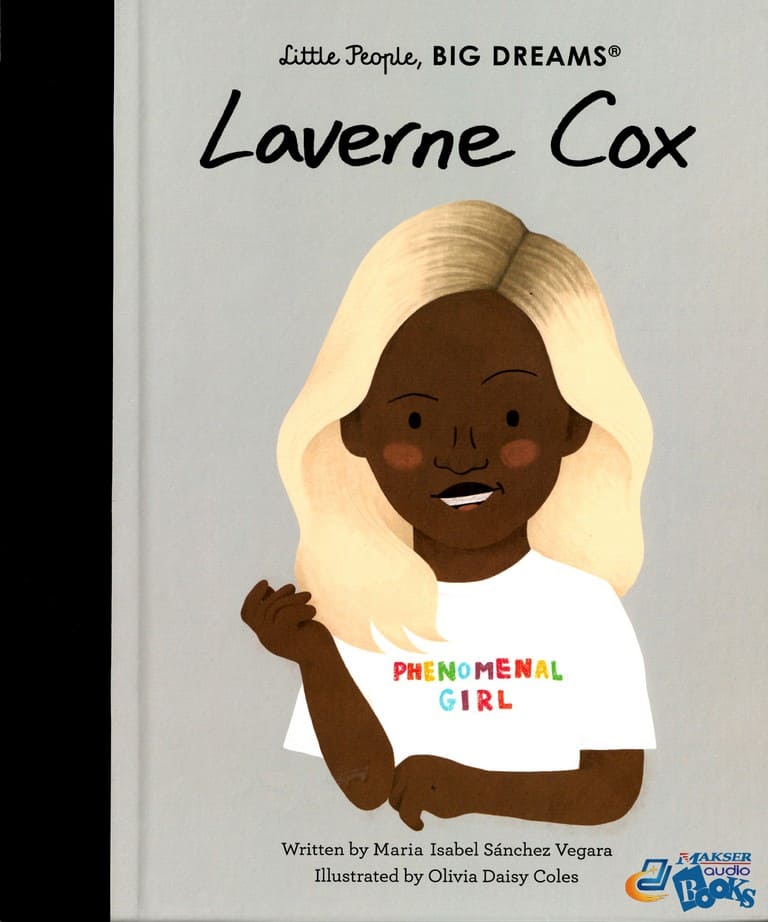 Little People, BIG DREAMS®
Laverne Cox
PHENOMENAL
GIRL
Written by Maria Isabel Sánchez Vegara
Illustrated by Olivia Daisy Coles
MAKSER
audio
BOOKS